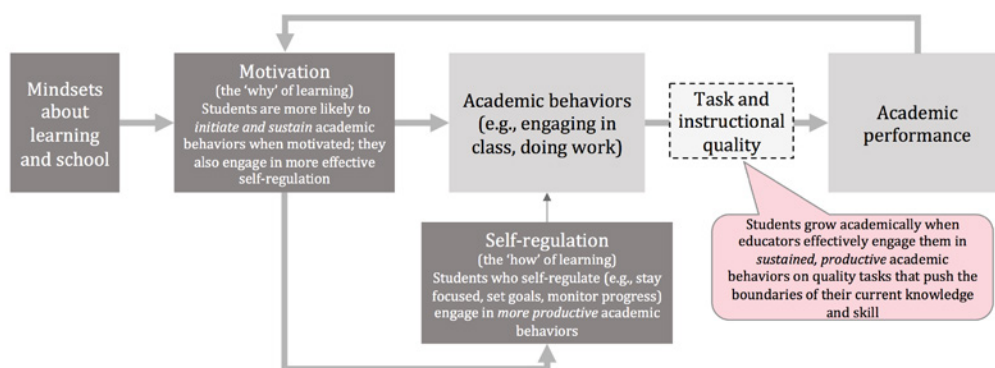 Mindsets
about
learning
and school
Motivation
(the ‘why’ of learning)
Students are more likely to
initiate and sustain academic
behaviors when motivated; they
also engage in more effective
self-regulation
Academic behaviors
(e.g., engaging in
class, doing work)
Task and
instructional
quality
Academic
performance
Self-regulation
(the ‘how’ of learning)
Students who self-regulate (e.g., stay
focused, set goals, monitor progress)
engage in more productive academic
behaviors
Students grow academically when
educators effectively engage them in
sustained, productive academic
behaviors on quality tasks that push the
boundaries of their current knowledge
and skill